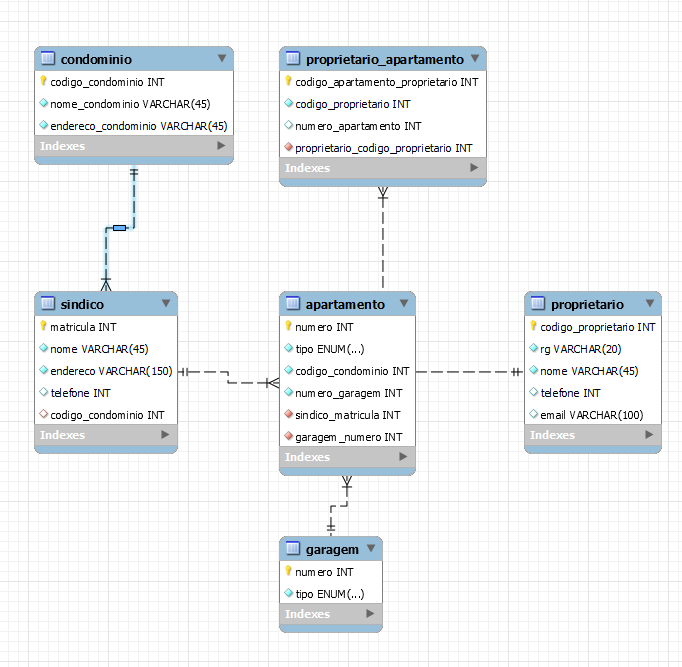 condominio
codigo_condominio INT
nome_condominio VARCHAR(45)
endereco_condominio VARCHAR(45)
Indexes
proprietario_apartamento
codigo_apartamento_proprietario INT
codigo_proprietario INT
numero_apartamento INT
proprietario_codigo_proprietario INT
Indexes
sindico
matricula INT
nome VARCHAR(45)
endereco VARCHAR(150)
telefone INT
codigo_condominio INT
Indexes
apartamento
numero INT
tipo ENUM(...)
codigo_condominio INT
numero_garagem INT
sindico_matricula INT
garagem_numero INT
Indexes
proprietario
codigo_proprietario INT
rg VARCHAR(20)
nome VARCHAR(45)
telefone INT
email VARCHAR(100)
Indexes
garagem
numero INT
tipo ENUM(...)
Indexes